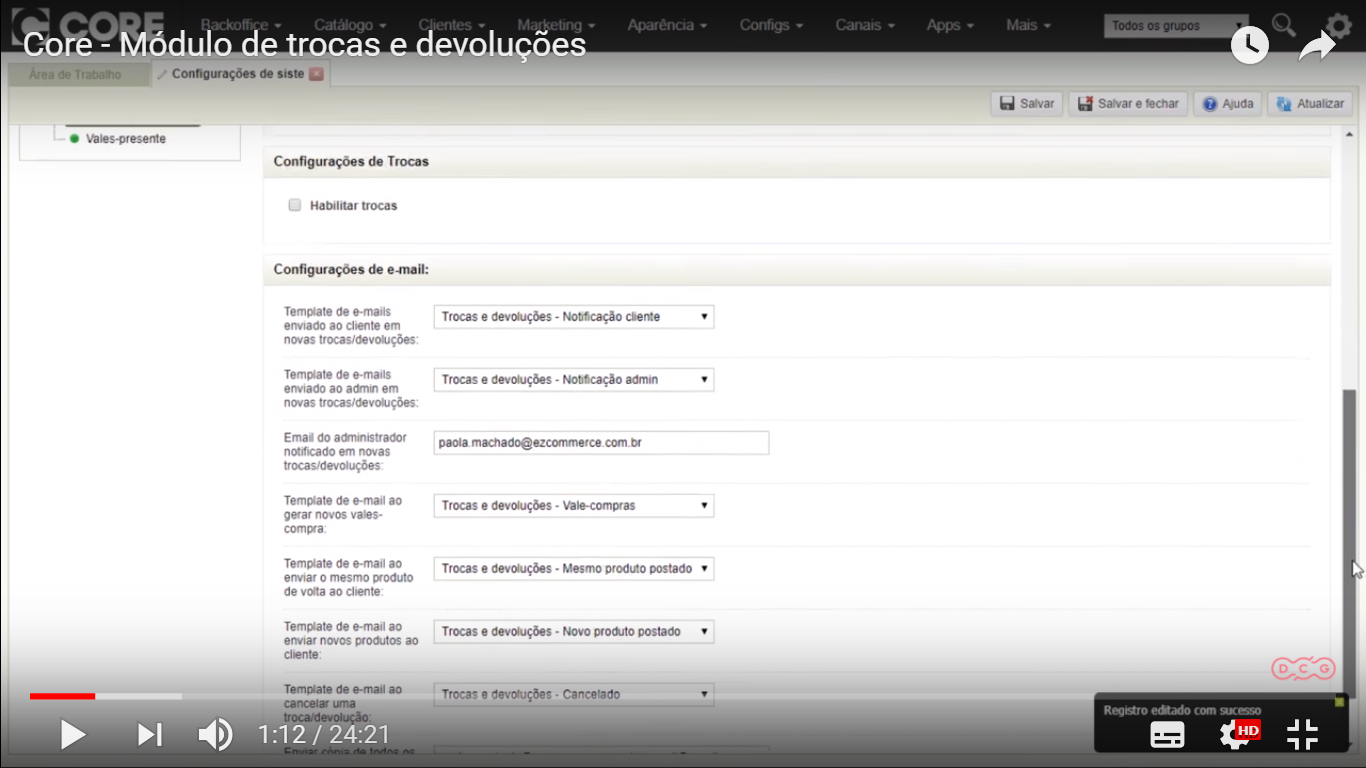 CORE
Backoffice Catálogo Clientes Marketing Aparência Configs Canais Apps Mais Todos os grupos
Core - Módulo de trocas e devoluções
Área de Trabalho Configurações de siste
Salvar Salvar e fechar Ajuda Atualizar
Vales-presente
Configurações de Trocas
Habilitar trocas
Configurações de e-mail:
Template de e-mails
enviado ao cliente em
novas trocas/devoluções:
Trocas e devoluções - Notificação cliente
Template de e-mails
enviado ao admin em
novas trocas/devoluções:
Trocas e devoluções - Notificação admin
Email do administrador
notificado em novas
trocas/devoluções:
paola.machado@ezcommerce.com.br
Template de e-mail ao
gerar novos vales-
compra:
Trocas e devoluções - Vale-compras
Template de e-mail ao
enviar o mesmo produto
de volta ao cliente:
Trocas e devoluções - Mesmo produto postado
Template de e-mail ao
enviar novos produtos ao
cliente:
Trocas e devoluções - Novo produto postado
Template de e-mail ao
cancelar uma
troca/devolução:
Trocas e devoluções - Cancelado
Enviar cópia de todos os
DCG
Registro editado com sucesso
1:12 / 24:21
HD